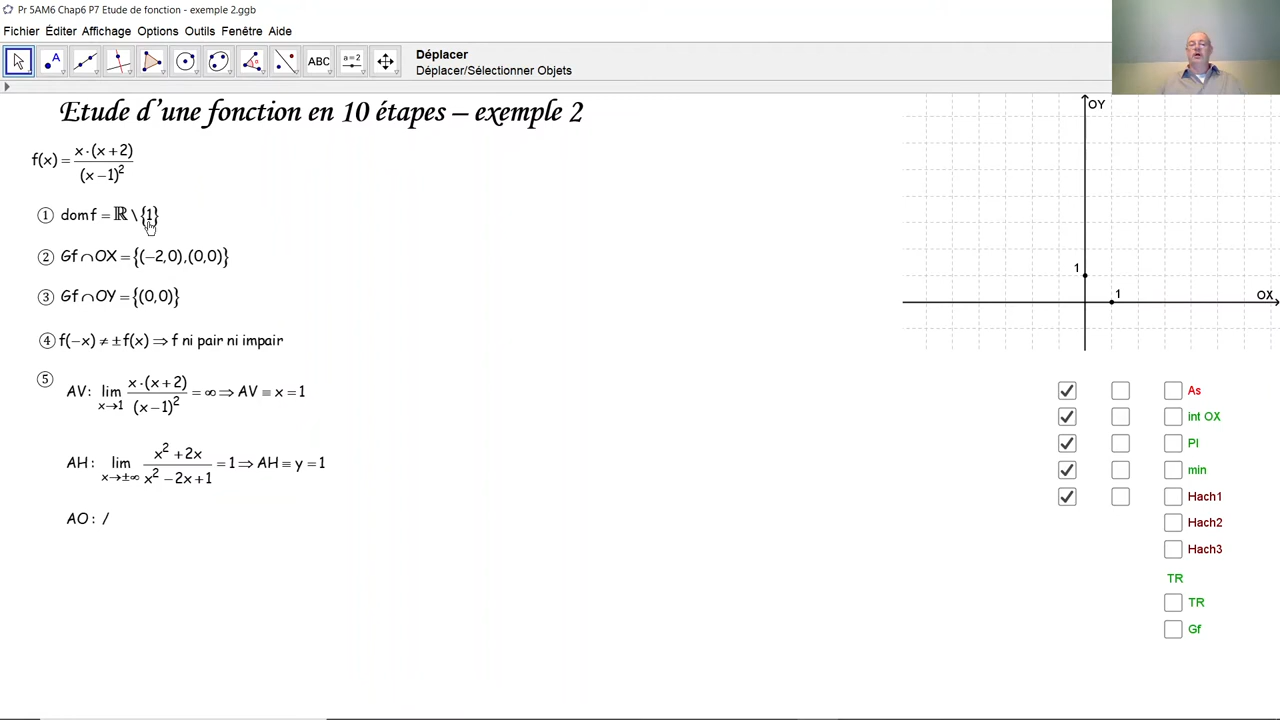 Pr 5AM6 Chap6 P7 Etude de fonction - exemple 2.ggb
Fichier Éditer Affichage Options Outils Fenêtre Aide
A ABC a=2 Déplacer
Déplacer/Sélectionner Objets
Etude d'une fonction en 10 étapes – exemple 2
f(x) = x·(x+2) / (x−1)²
① dom f = ℝ \ {1}
② Gf ∩ OX = {(−2,0),(0,0)}
③ Gf ∩ OY = {(0,0)}
④ f(−x) ≠ ± f(x) ⇒ f ni pair ni impair
⑤
AV: lim x→1 x·(x+2) / (x−1)² = ∞ ⇒ AV ≡ x = 1
AH: lim x→±∞ x²+2x / x²−2x+1 = 1 ⇒ AH ≡ y = 1
AO: /
OY
1
1
OX
As
int OX
PI
min
Hach1
Hach2
Hach3
TR
TR
Gf